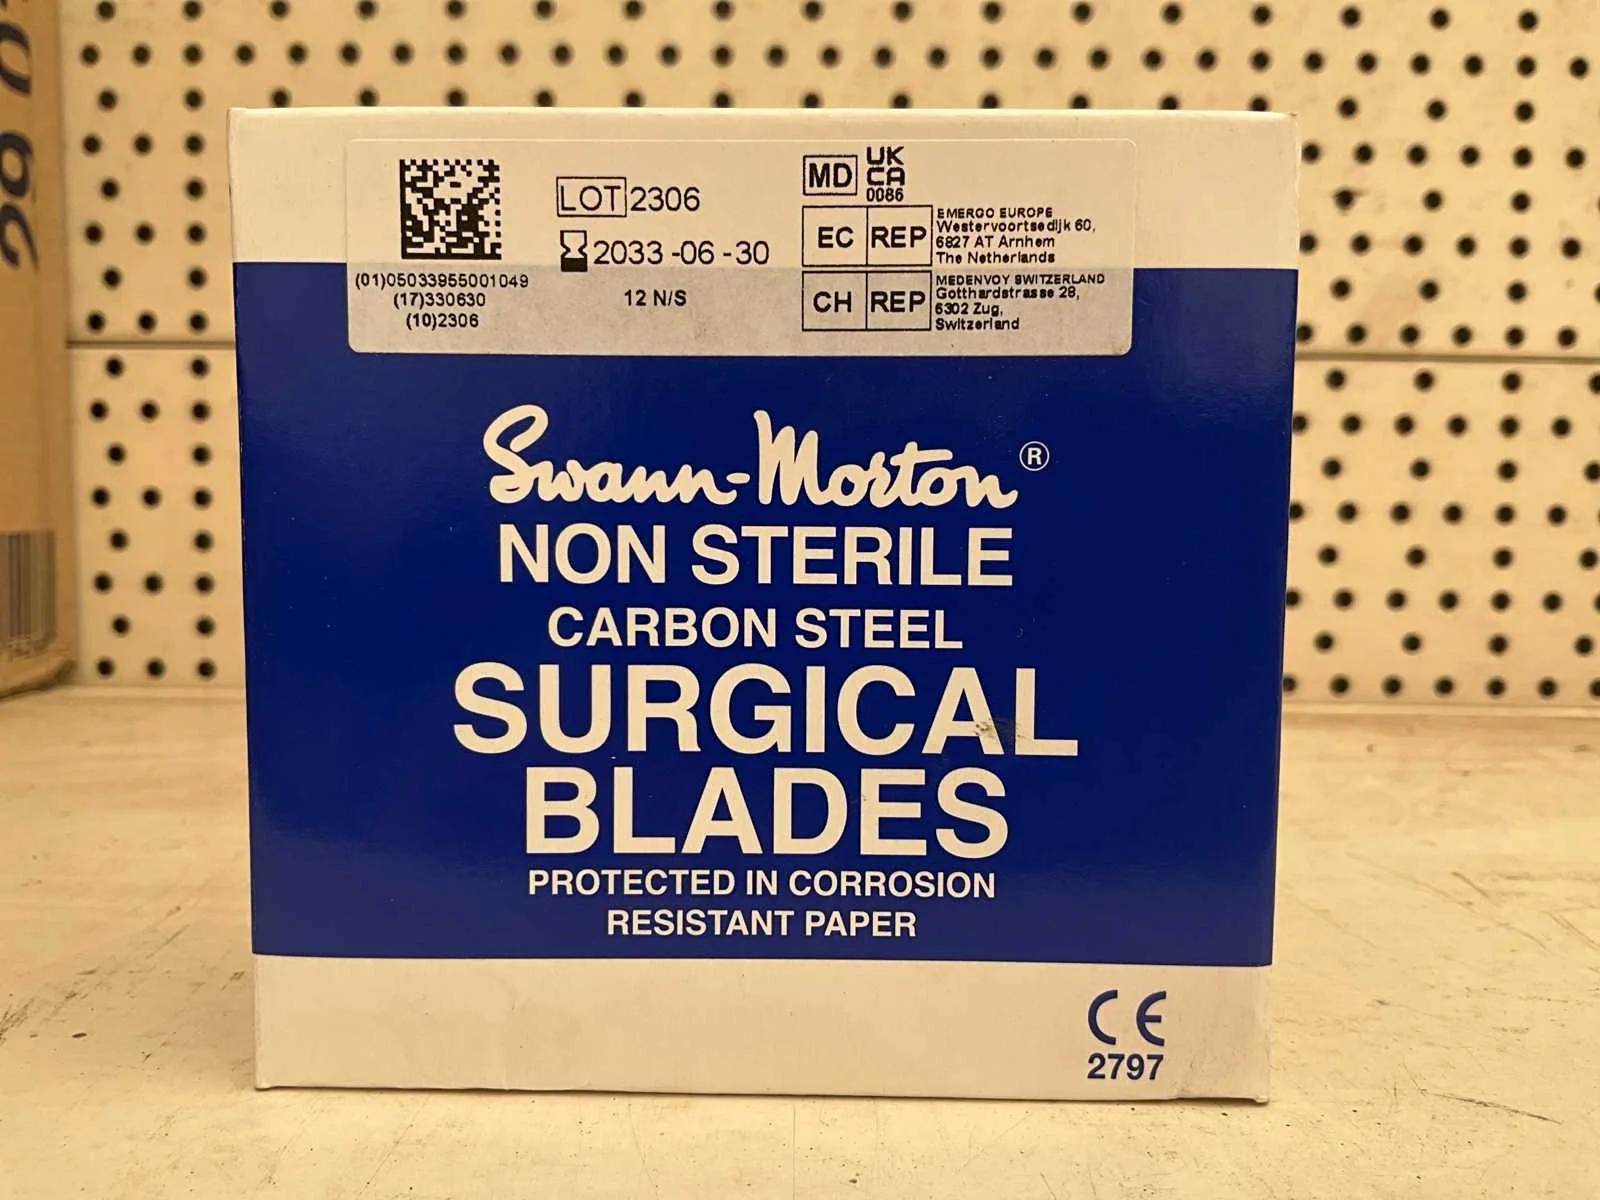 LOT 2306
2033-06-30
12 N/S
(01)05033955001049
(17)330630
(10)2306
MD
UK
CA
0086
EC REP
EMERGO EUROPE
Westervoortsedijk 60,
6827 AT Arnhem
The Netherlands
CH REP
MEDENVOY SWITZERLAND
Gotthardstrasse 28,
6302 Zug,
Switzerland
Swann-Morton®
NON STERILE
CARBON STEEL
SURGICAL
BLADES
PROTECTED IN CORROSION
RESISTANT PAPER
CE
2797